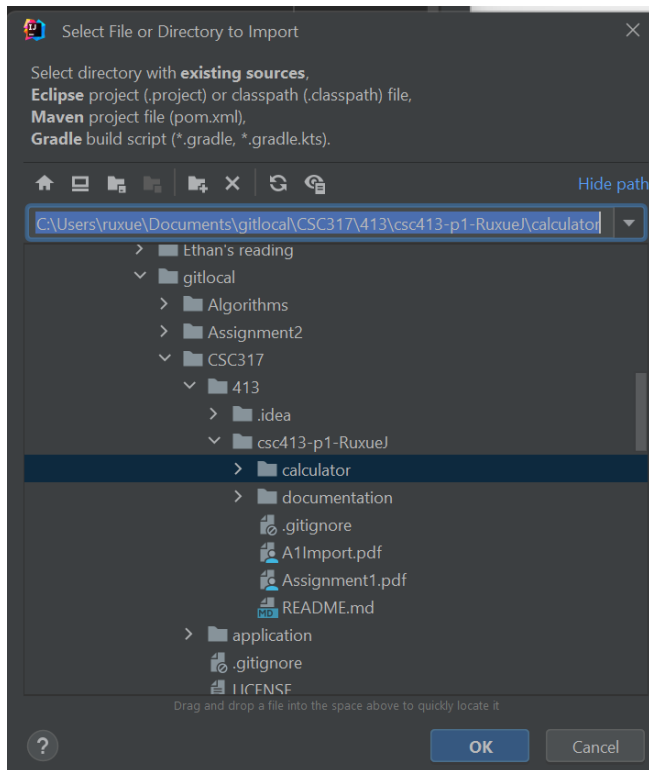 Select File or Directory to Import
Select directory with existing sources,
Eclipse project (.project) or classpath (.classpath) file,
Maven project file (pom.xml),
Gradle build script (*.gradle, *.gradle.kts).
Hide path
C:\Users\ruxue\Documents\gitlocal\CSC317\413\csc413-p1-RuxueJ\calculator
Ethan's reading
gitlocal
Algorithms
Assignment2
CSC317
413
.idea
csc413-p1-RuxueJ
calculator
documentation
.gitignore
A1Import.pdf
Assignment1.pdf
MD README.md
application
.gitignore
LICENSE
Drag and drop a file into the space above to quickly locate it
? OK Cancel